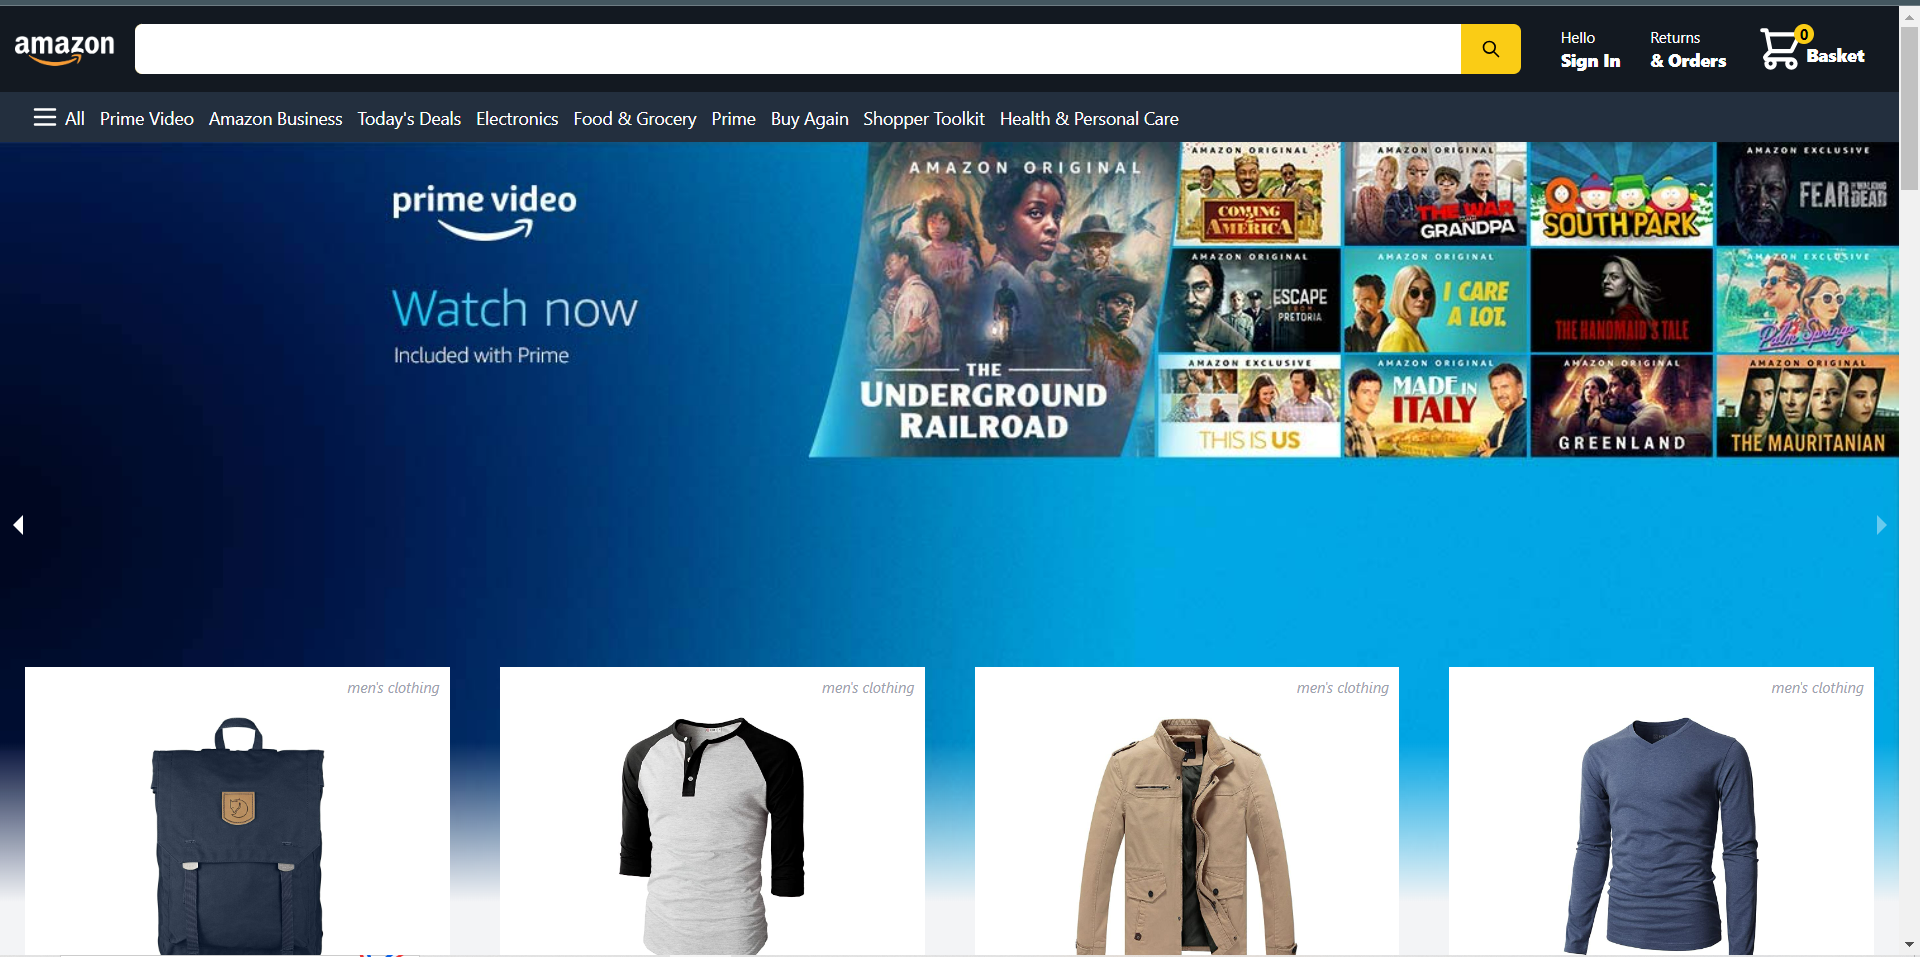 amazon
Hello
Sign In
Returns
& Orders
0
Basket
All Prime Video Amazon Business Today's Deals Electronics Food & Grocery Prime Buy Again Shopper Toolkit Health & Personal Care
prime video
Watch now
Included with Prime
AMAZON ORIGINAL
THE
UNDERGROUND
RAILROAD
AMAZON ORIGINAL
COMING
2
AMERICA
AMAZON ORIGINAL
THE WAR
WITH
GRANDPA
SOUTH PARK
AMAZON EXCLUSIVE
FEAR THE WALKING DEAD
AMAZON ORIGINAL
ESCAPE
FROM
PRETORIA
AMAZON ORIGINAL
I CARE
A LOT.
THE HANDMAID'S TALE
AMAZON EXCLUSIVE
Palm Springs
AMAZON EXCLUSIVE
THIS IS US
AMAZON ORIGINAL
MADE IN
ITALY
AMAZON ORIGINAL
GREENLAND
AMAZON ORIGINAL
THE MAURITANIAN
men's clothing
men's clothing
men's clothing
men's clothing